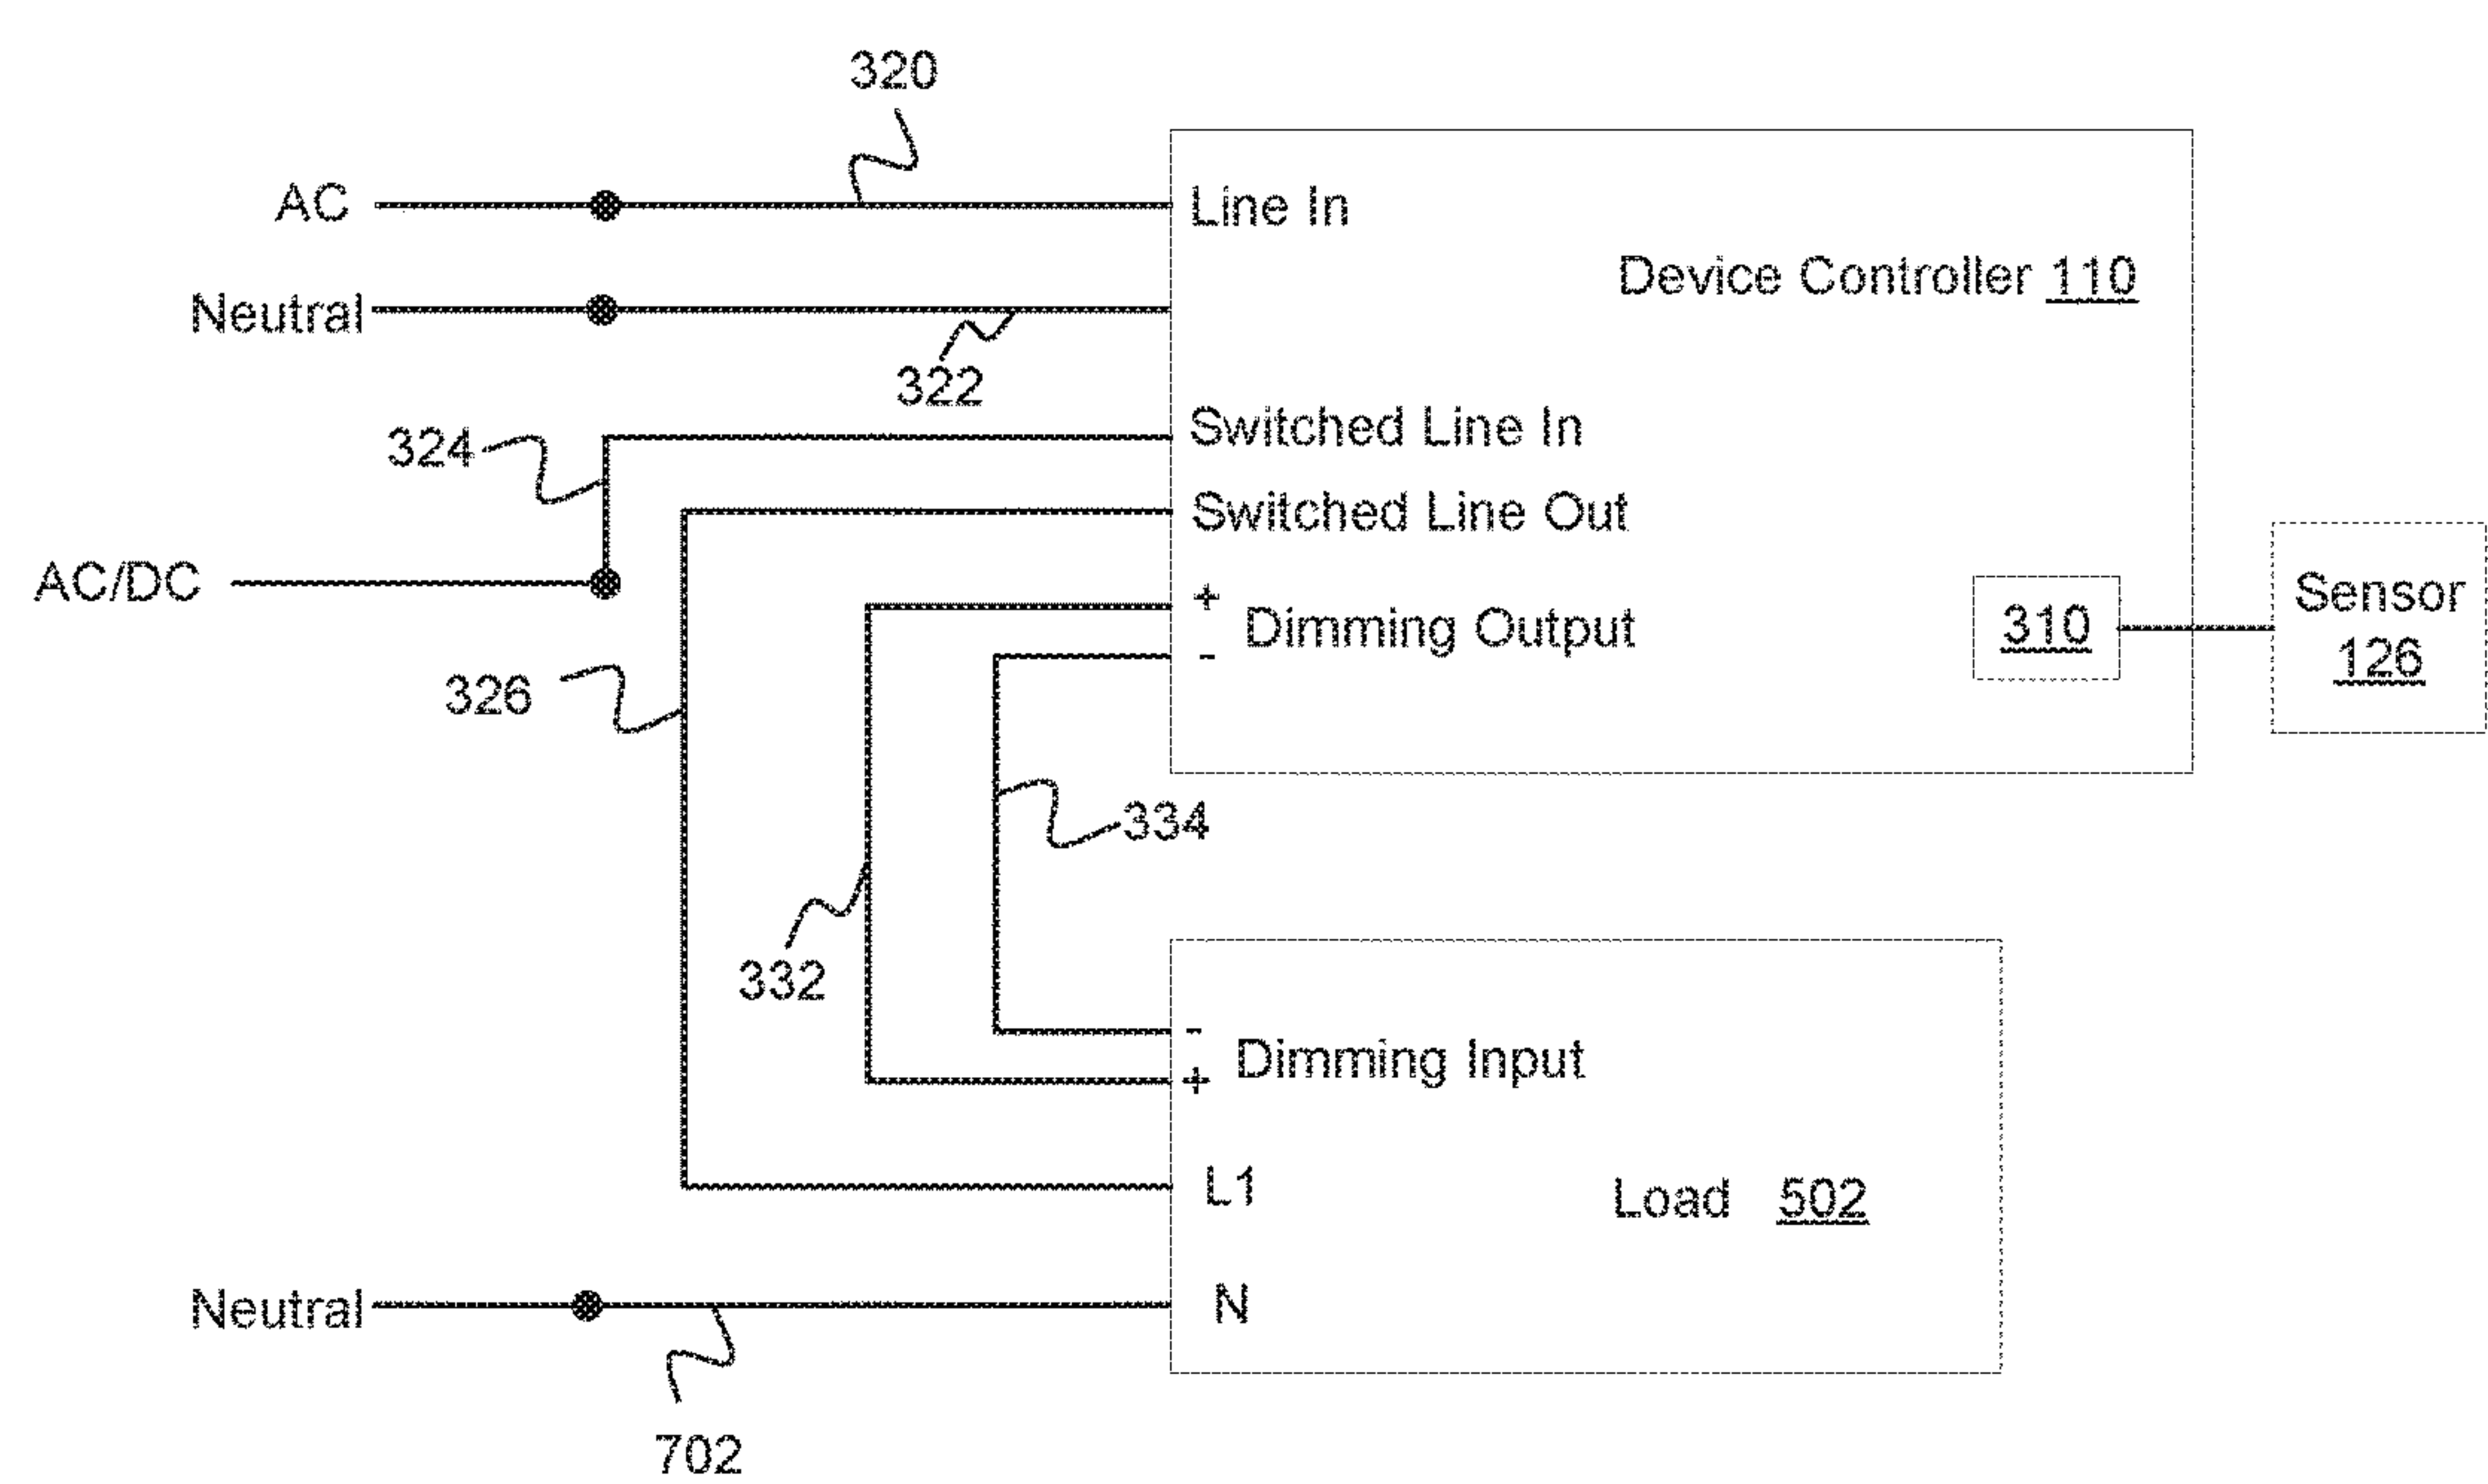 320
AC
Line In
Device Controller 110
Neutral
322
Switched Line In
324
Switched Line Out
AC/DC
+
Dimming Output
-
310
Sensor
126
326
334
332
-
Dimming Input
+
L1
Load 502
Neutral
N
702